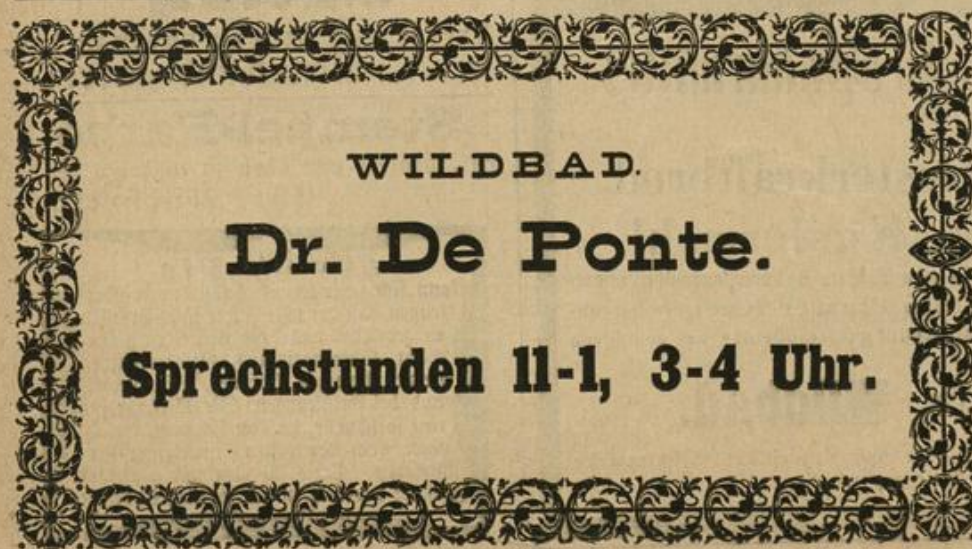 WILDBAD.
Dr. De Ponte.
Sprechstunden 11-1, 3-4 Uhr.